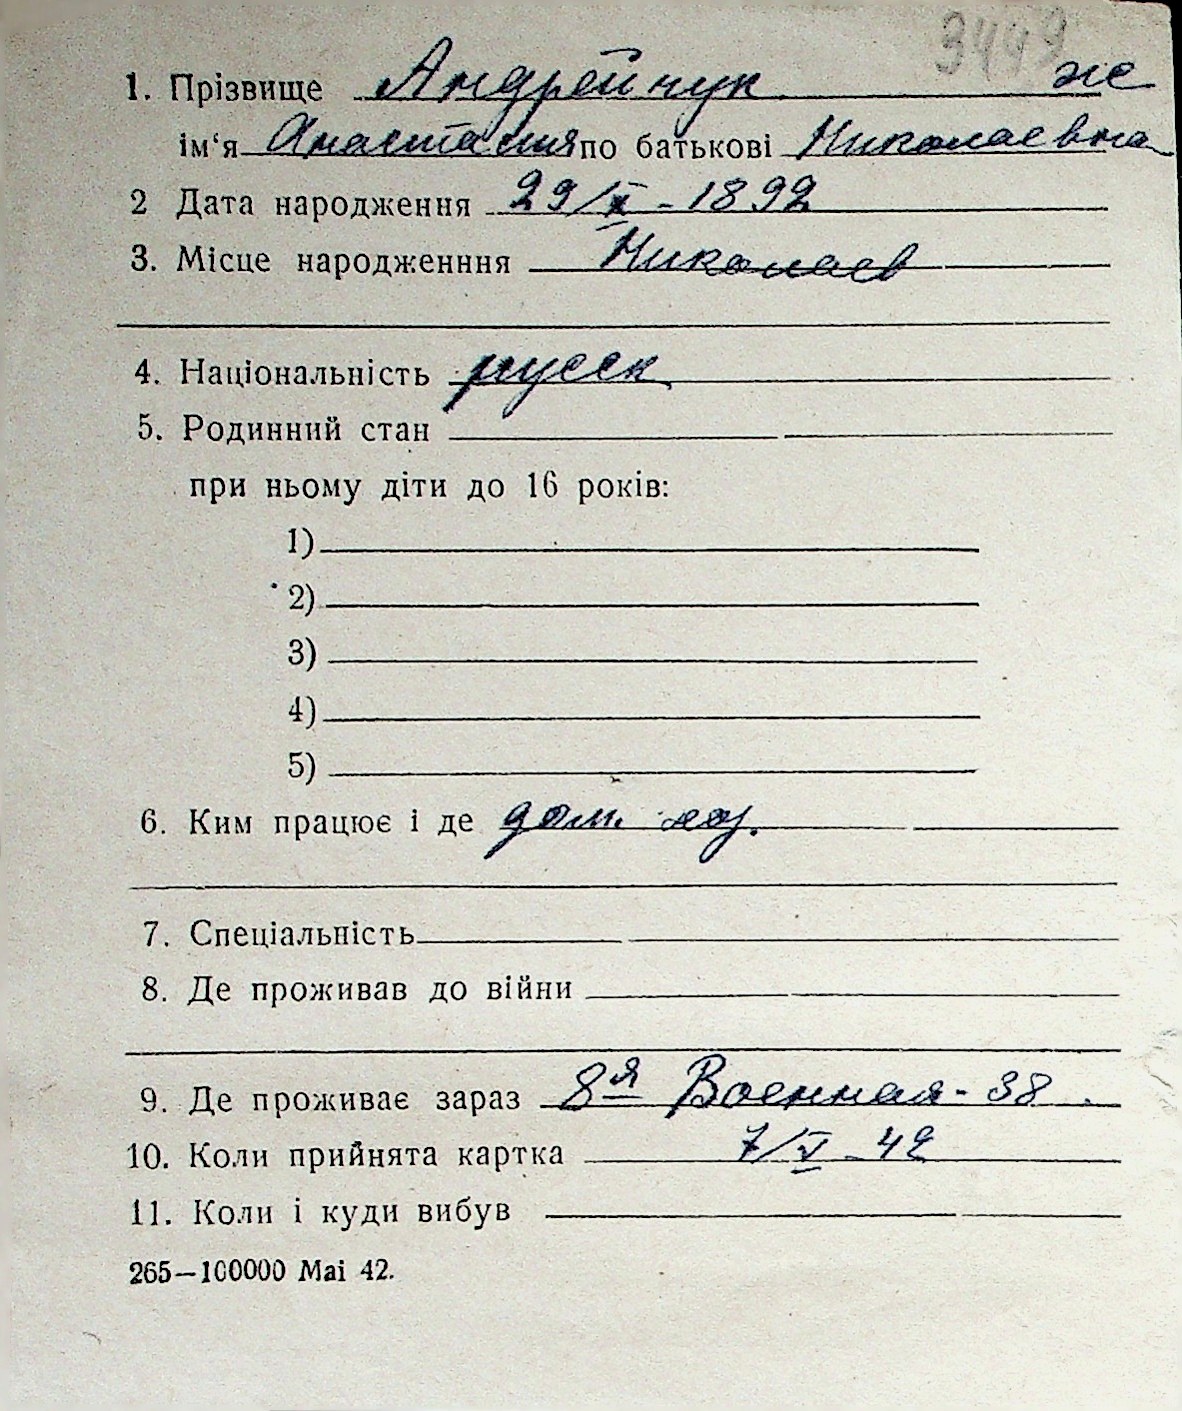 3449
1. Прізвище Андрейчук же
ім‘я Анастасия по батькові Николаевна
2 Дата народження 29/X - 1892
3. Місце народженння Николаев
4. Національність русск
5. Родинний стан
при ньому діти до 16 років:
1)
2)
3)
4)
5)
6. Ким працює і де дом. хоз.
7. Спеціальність
8. Де проживав до війни
9. Де проживає зараз 8я Военная - 38
10. Коли прийнята картка 7/V - 42
11. Коли і куди вибув
265—100000 Mai 42.